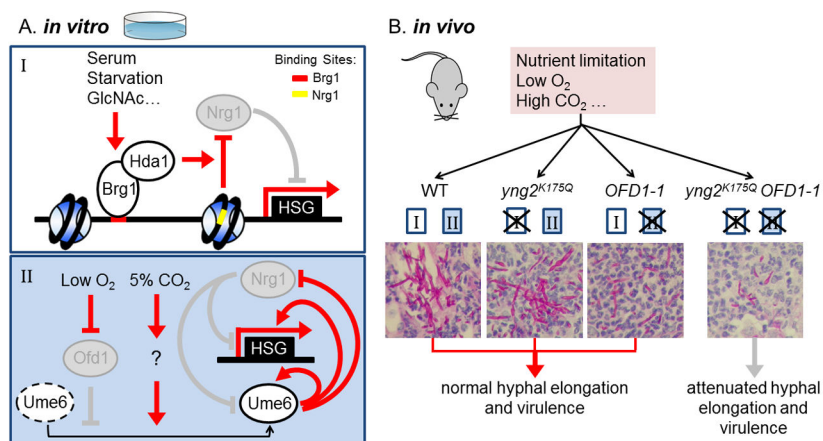 A. in vitro
I
Serum
Starvation
GlcNAc…
Binding Sites:
Brg1
Nrg1
Nrg1
Hda1
Brg1
HSG
II
Low O2
5% CO2
Nrg1
HSG
Ofd1
?
Ume6
Ume6
B. in vivo
Nutrient limitation
Low O2
High CO2 …
WT
yng2K175Q
OFD1-1
yng2K175Q OFD1-1
I II
I II
I II
I II
normal hyphal elongation
and virulence
attenuated hyphal
elongation and
virulence